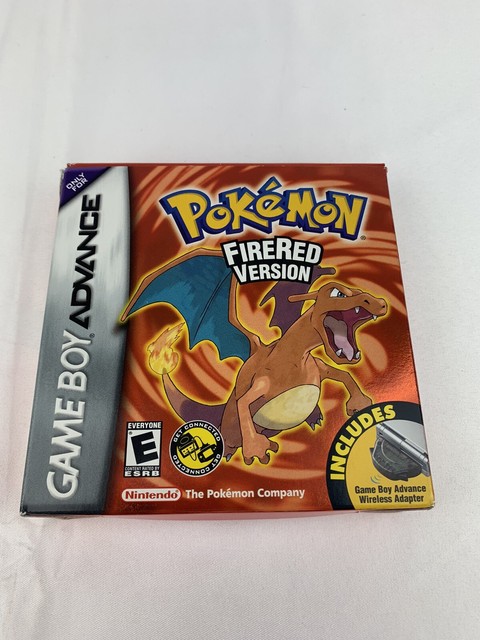 ONLY
FOR
GAME BOY ADVANCE
POKéMON
FIRERED
VERSION
EVERYONE
E
CONTENT RATED BY
ESRB
GET CONNECTED
GET CONNECTED
INCLUDES
Game Boy Advance
Wireless Adapter
Nintendo® The Pokémon Company